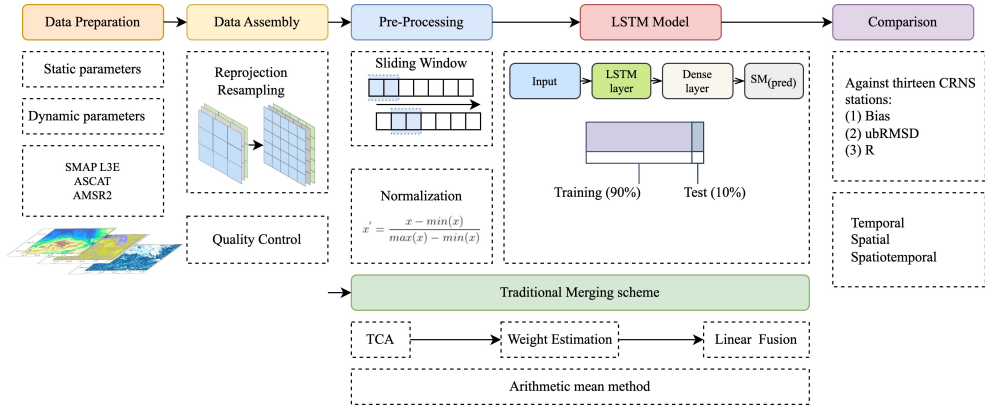 Data Preparation
Data Assembly
Pre-Processing
LSTM Model
Comparison
Static parameters
Dynamic parameters
SMAP L3E
ASCAT
AMSR2
Reprojection
Resampling
Quality Control
Sliding Window
Normalization
x' = x − min(x) / max(x) − min(x)
Input
LSTM
layer
Dense
layer
SM(pred)
Training (90%)
Test (10%)
Against thirteen CRNS
stations:
(1) Bias
(2) ubRMSD
(3) R
Temporal
Spatial
Spatiotemporal
Traditional Merging scheme
TCA
Weight Estimation
Linear Fusion
Arithmetic mean method